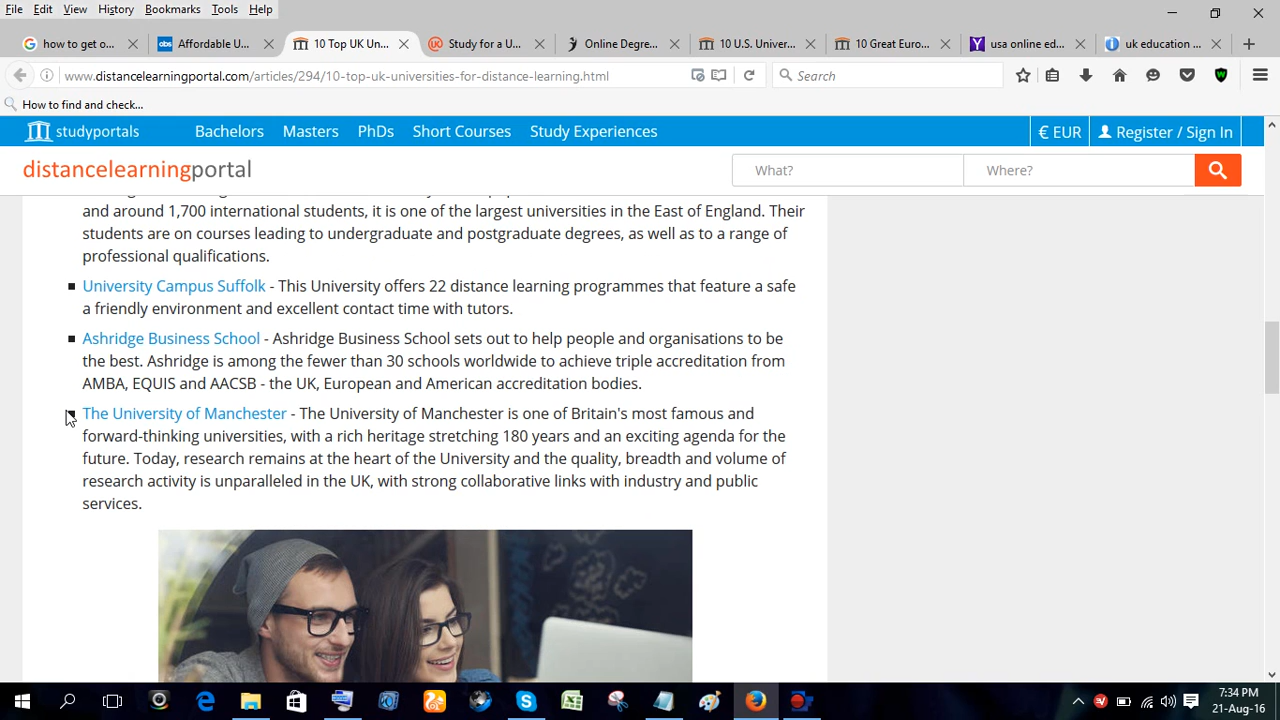 File Edit View History Bookmarks Tools Help
how to get o... Affordable U... 10 Top UK Un... Study for a U... Online Degre... 10 U.S. Univer... 10 Great Euro... usa online ed... uk education ...
www.distancelearningportal.com/articles/294/10-top-uk-universities-for-distance-learning.html Search
How to find and check...
studyportals Bachelors Masters PhDs Short Courses Study Experiences € EUR Register / Sign In
distancelearningportal What? Where?
and around 1,700 international students, it is one of the largest universities in the East of England. Their
students are on courses leading to undergraduate and postgraduate degrees, as well as to a range of
professional qualifications.
University Campus Suffolk - This University offers 22 distance learning programmes that feature a safe
a friendly environment and excellent contact time with tutors.
Ashridge Business School - Ashridge Business School sets out to help people and organisations to be
the best. Ashridge is among the fewer than 30 schools worldwide to achieve triple accreditation from
AMBA, EQUIS and AACSB - the UK, European and American accreditation bodies.
The University of Manchester - The University of Manchester is one of Britain's most famous and
forward-thinking universities, with a rich heritage stretching 180 years and an exciting agenda for the
future. Today, research remains at the heart of the University and the quality, breadth and volume of
research activity is unparalleled in the UK, with strong collaborative links with industry and public
services.
7:34 PM
21-Aug-16